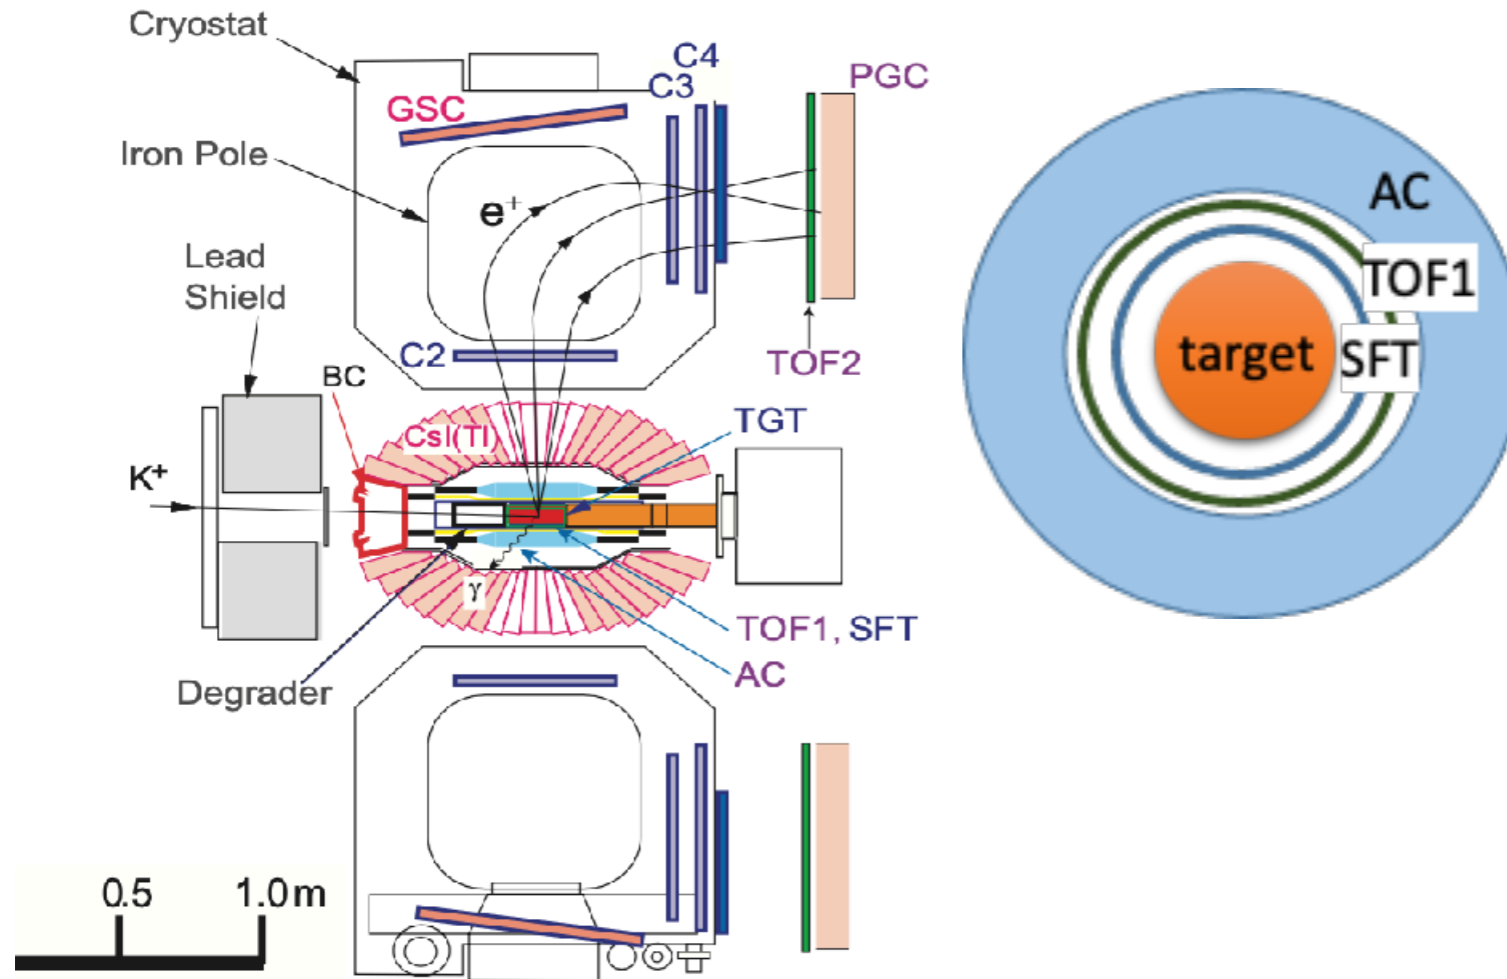 Cryostat
C4
C3
PGC
GSC
Iron Pole
e+
Lead
Shield
C2
TOF2
BC
CsI(Tl)
TGT
K+
γ
TOF1, SFT
AC
Degrader
0.5
1.0 m
AC
TOF1
target
SFT